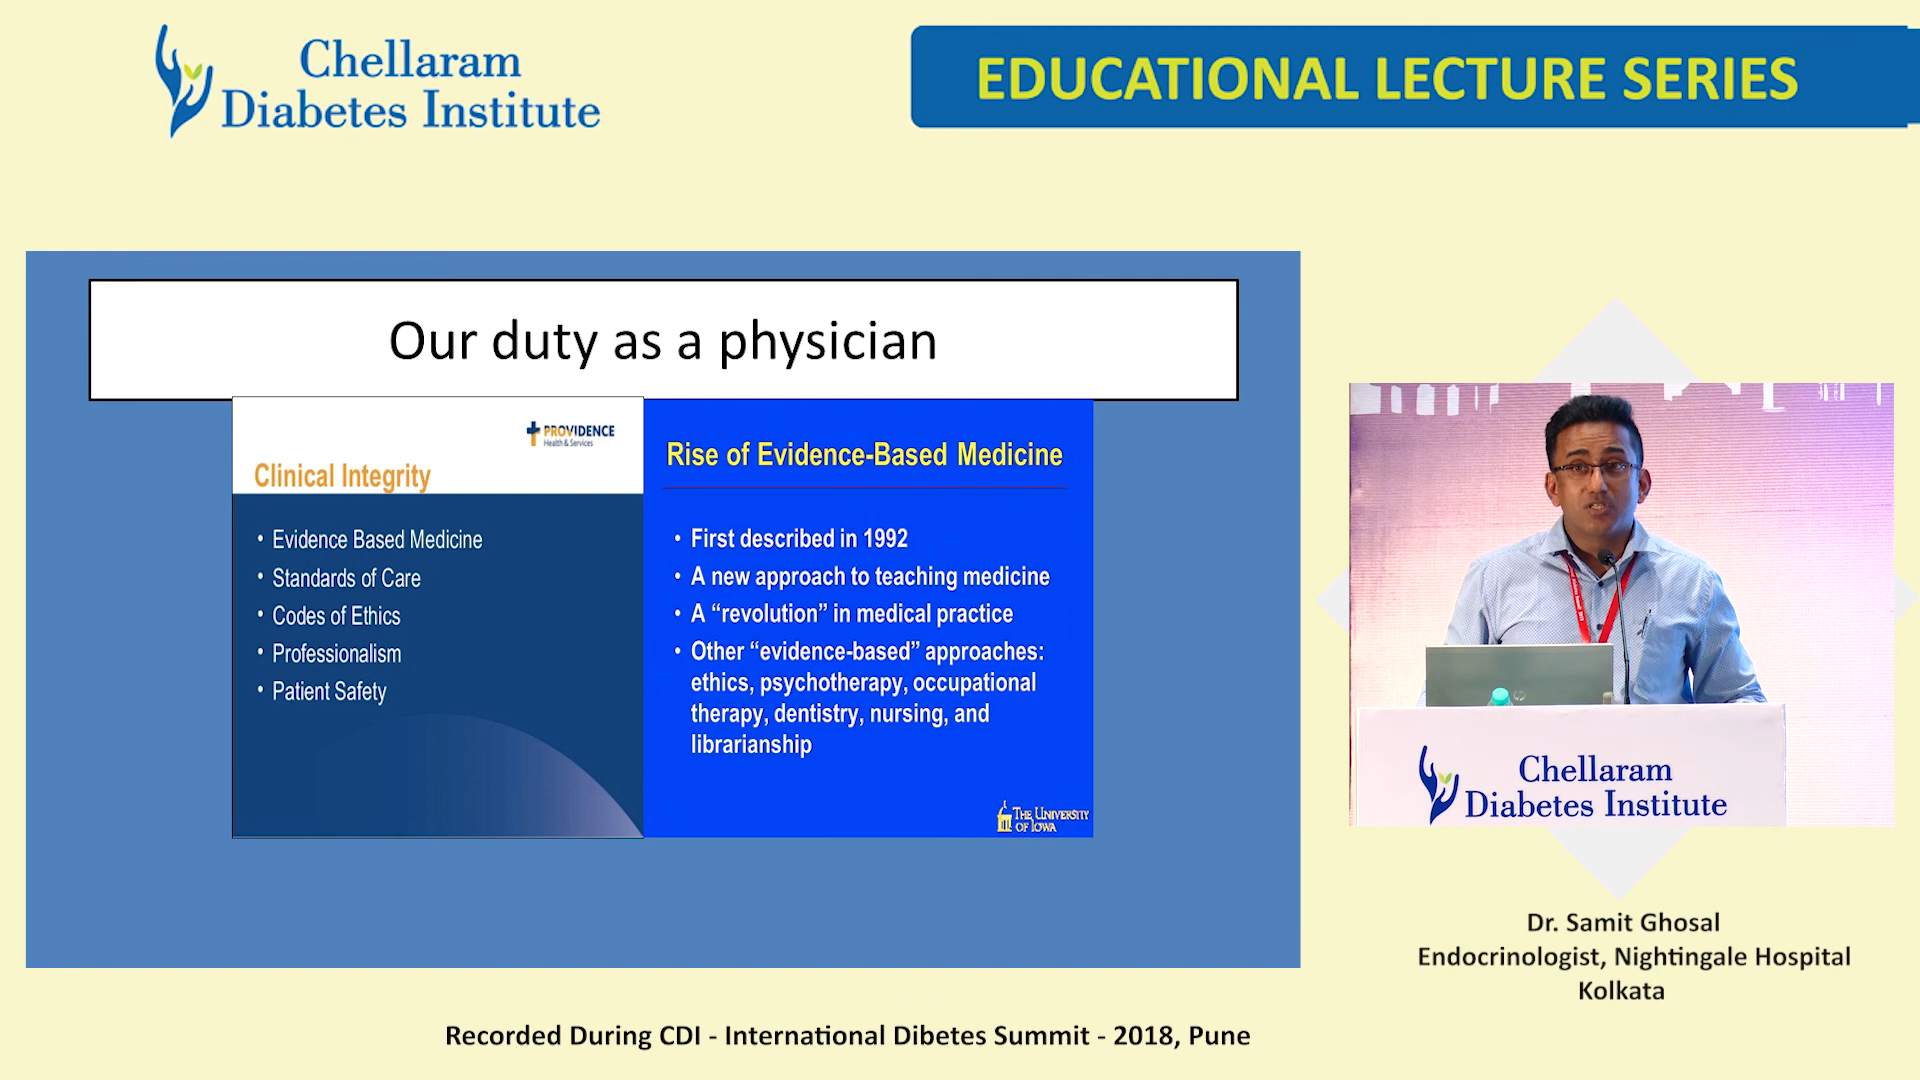 Chellaram
Diabetes Institute
EDUCATIONAL LECTURE SERIES
Our duty as a physician
PROVIDENCE
Health & Services
Clinical Integrity
• Evidence Based Medicine
• Standards of Care
• Codes of Ethics
• Professionalism
• Patient Safety
Rise of Evidence-Based Medicine
• First described in 1992
• A new approach to teaching medicine
• A “revolution” in medical practice
• Other “evidence-based” approaches:
ethics, psychotherapy, occupational
therapy, dentistry, nursing, and
librarianship
THE UNIVERSITY
OF IOWA
Chellaram
Diabetes Institute
Dr. Samit Ghosal
Endocrinologist, Nightingale Hospital
Kolkata
Recorded During CDI - International Dibetes Summit - 2018, Pune